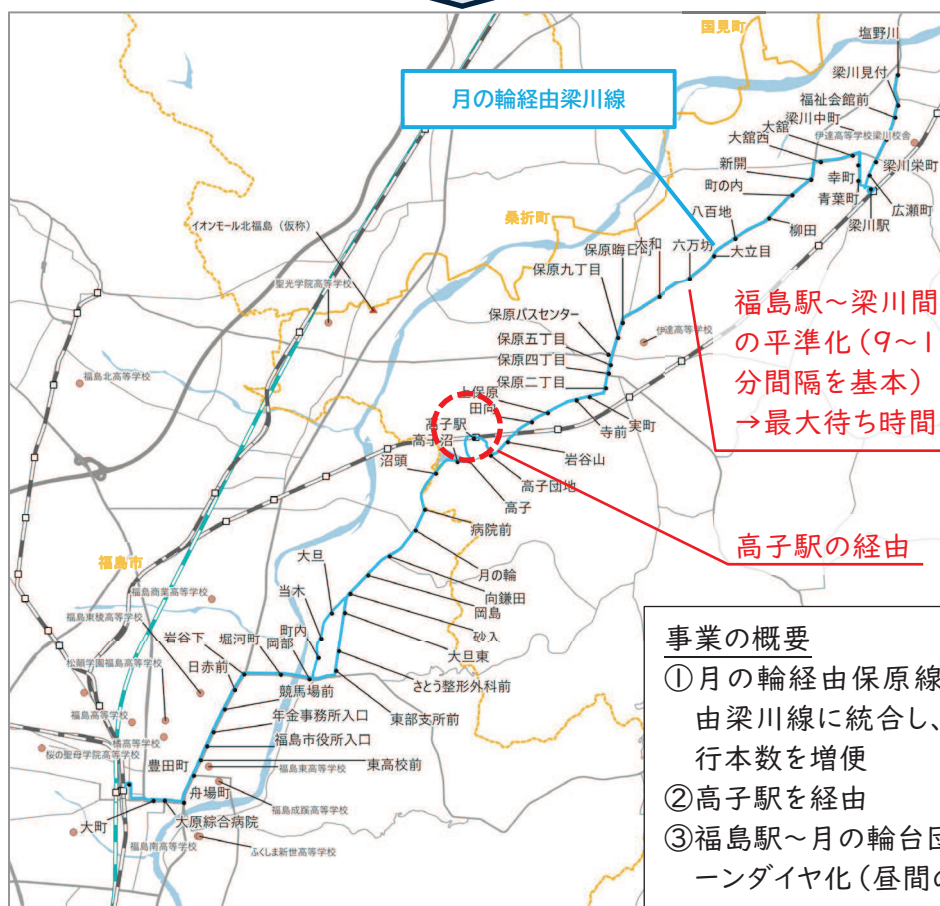 国見町
塩野川
梁川見付
福祉会館前
梁川中町
大舘
伊達高等学校梁川校舎
大舘西
月の輪経由梁川線
新開
梁川栄町
幸町
町の内
青葉町
広瀬町
梁川駅
八百地
柳田
イオンモール北福島（仮称）
桑折町
大和
六万坊
保原晦日町
大立目
保原九丁目
聖光学院高等学校
福島駅～梁川間
の平準化（9～1
分間隔を基本）
→最大待ち時間
保原バスセンター
伊達高等学校
保原五丁目
保原四丁目
保原二丁目
福島北高等学校
上保原
田向
高子駅
高子沼
寺前
実町
沼頭
岩谷山
高子団地
高子
病院前
高子駅の経由
大旦
月の輪
福島市
向鎌田
福島商業高等学校
当木
岡島
福島東稜高等学校
町内
砂入
岩谷下
堀河町
岡部
大旦東
松韻学園福島高等学校
日赤前
さとう整形外科前
競馬場前
東部支所前
福島高等学校
年金事務所入口
橘高等学校
福島市役所入口
桜の聖母学院高等学校
豊田町
福島東高等学校
東高校前
舟場町
福島成蹊高等学校
大町
大原綜合病院
福島南高等学校
ふくしま新世高等学校
事業の概要
①月の輪経由保原線
由梁川線に統合し、
行本数を増便
②高子駅を経由
③福島駅～月の輪台団
ーンダイヤ化（昼間の